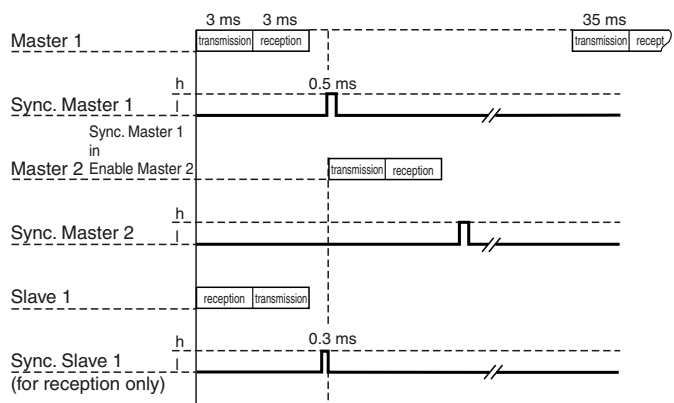 3 ms 3 ms 35 ms
Master 1 transmission reception transmission recept
h 0.5 ms
Sync. Master 1 l
Sync. Master 1
in
Master 2 Enable Master 2 transmission reception
h
Sync. Master 2 l
Slave 1 reception transmission
h 0.3 ms
Sync. Slave 1 l
(for reception only)